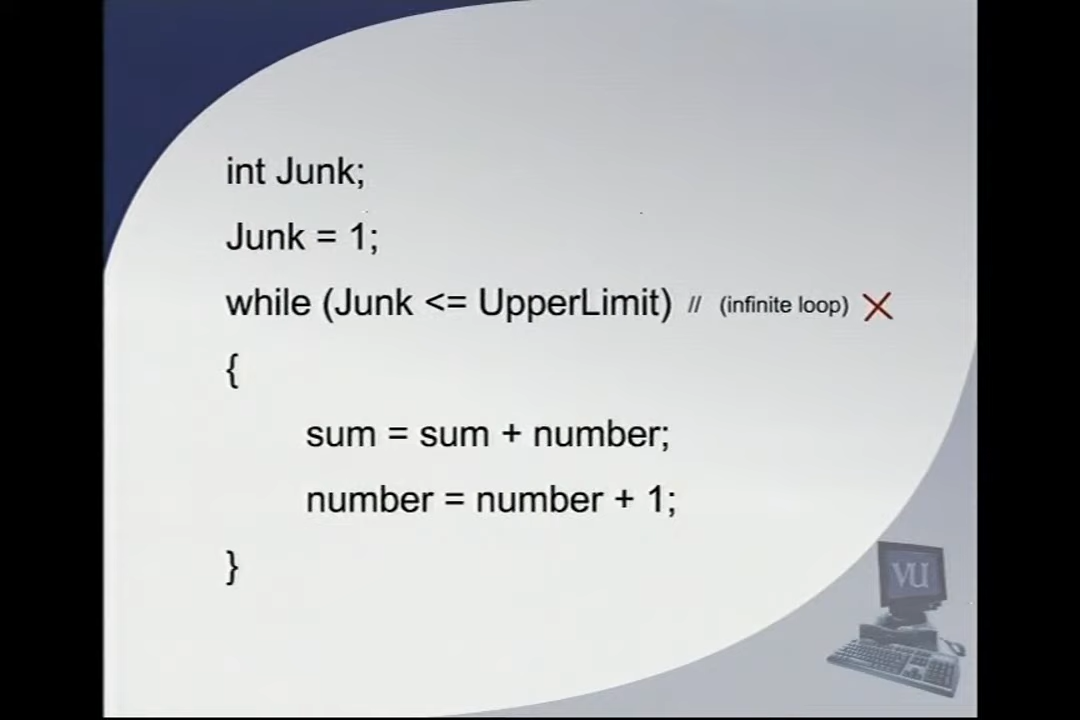 int Junk;
Junk = 1;
while (Junk <= UpperLimit) // (infinite loop)
{
sum = sum + number;
number = number + 1;
}
VU